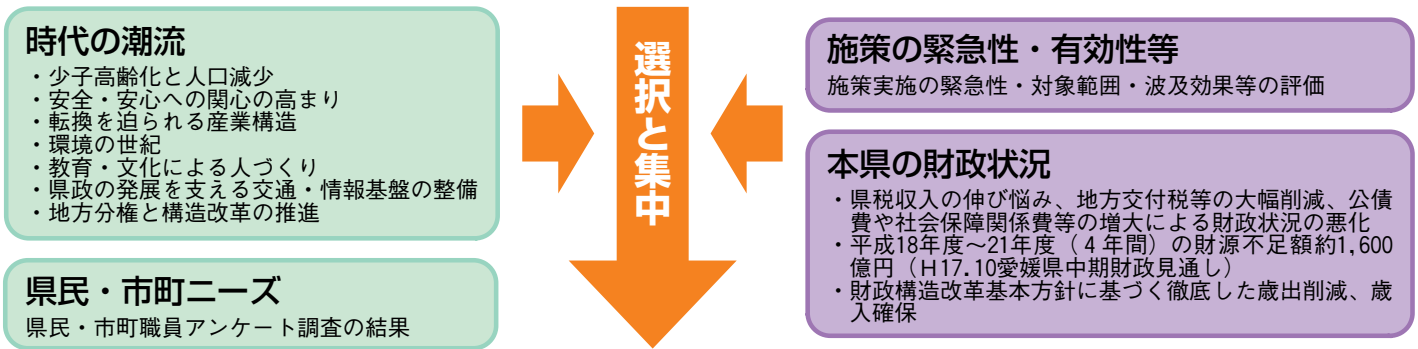 時代の潮流
・少子高齢化と人口減少
・安全・安心への関心の高まり
・転換を迫られる産業構造
・環境の世紀
・教育・文化による人づくり
・県政の発展を支える交通・情報基盤の整備
・地方分権と構造改革の推進
県民・市町ニーズ
県民・市町職員アンケート調査の結果
選択と集中
施策の緊急性・有効性等
施策実施の緊急性・対象範囲・波及効果等の評価
本県の財政状況
・県税収入の伸び悩み、地方交付税等の大幅削減、公債
費や社会保障関係費等の増大による財政状況の悪化
・平成18年度～21年度（４年間）の財源不足額約1,600
億円（H17.10愛媛県中期財政見通し）
・財政構造改革基本方針に基づく徹底した歳出削減、歳
入確保